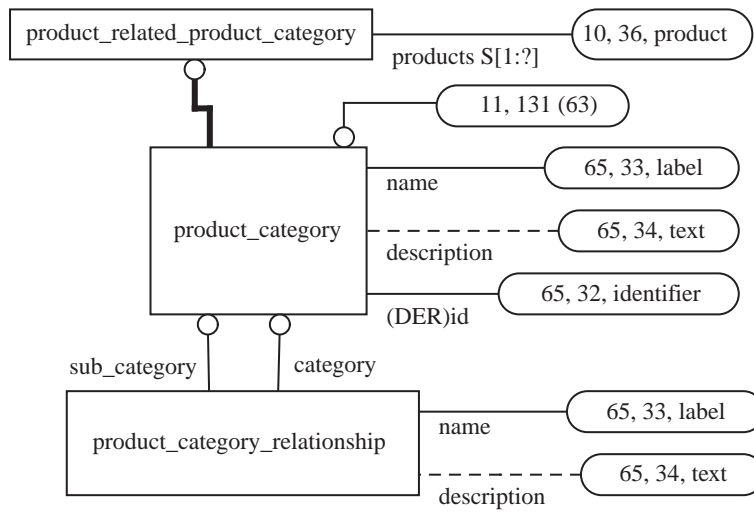 product_related_product_category
10, 36, product
products S[1:?]
11, 131 (63)
65, 33, label
name
product_category
65, 34, text
description
65, 32, identifier
(DER)id
sub_category
category
65, 33, label
name
product_category_relationship
65, 34, text
description